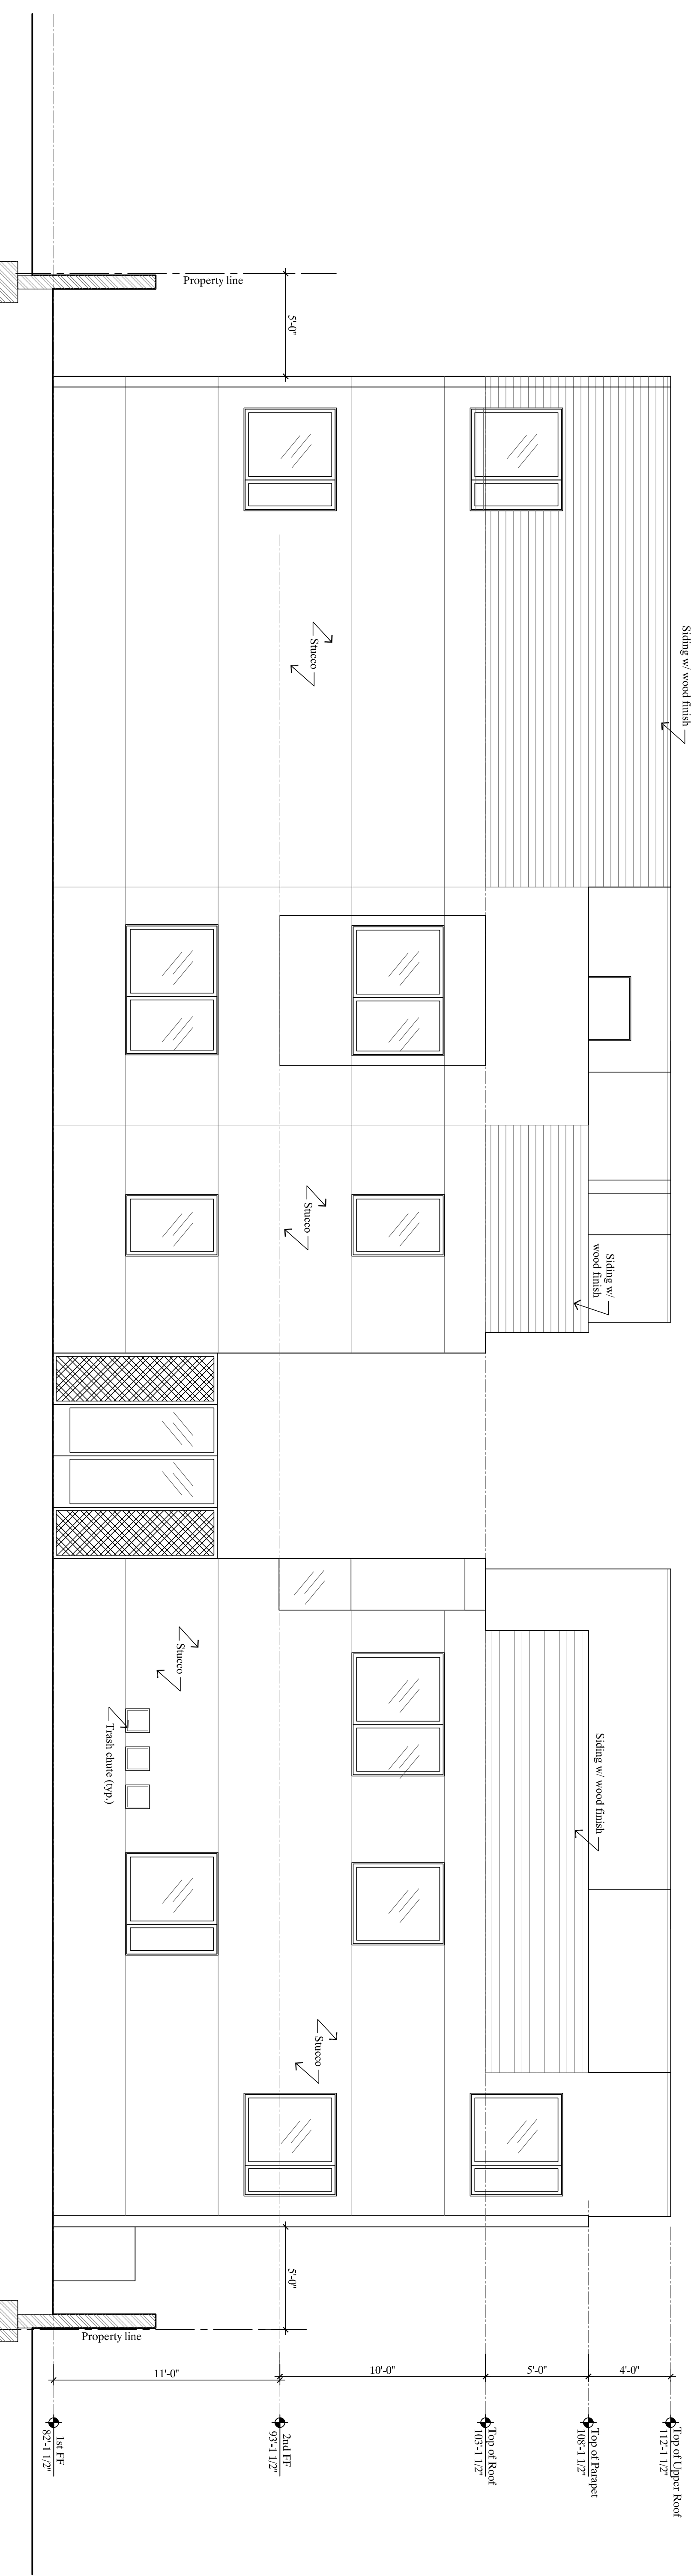 Property line
5'-0"
Siding w/ wood finish
Stucco
Stucco
Siding w/
wood finish
Stucco
Trash chute (typ.)
Siding w/ wood finish
Stucco
5'-0"
Property line
11'-0"
10'-0"
5'-0"
4'-0"
Top of Upper Roof
112'-1 1/2"
Top of Parapet
108'-1 1/2"
Top of Roof
103'-1 1/2"
2nd FF
93'-1 1/2"
1st FF
82'-1 1/2"